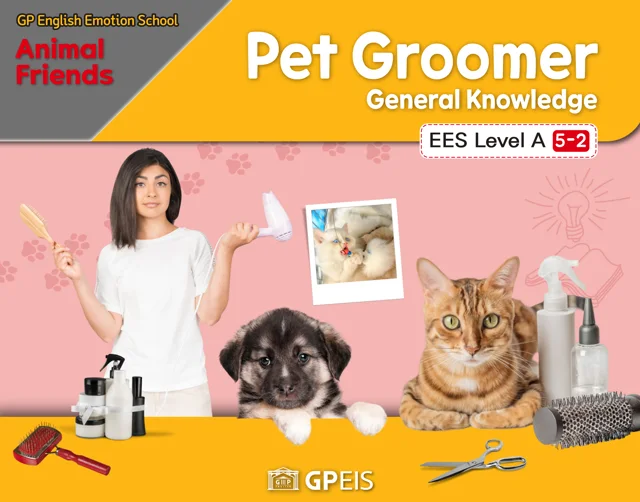 GP English Emotion School
Animal
Friends
Pet Groomer
General Knowledge
EES Level A 5-2
GPEIS